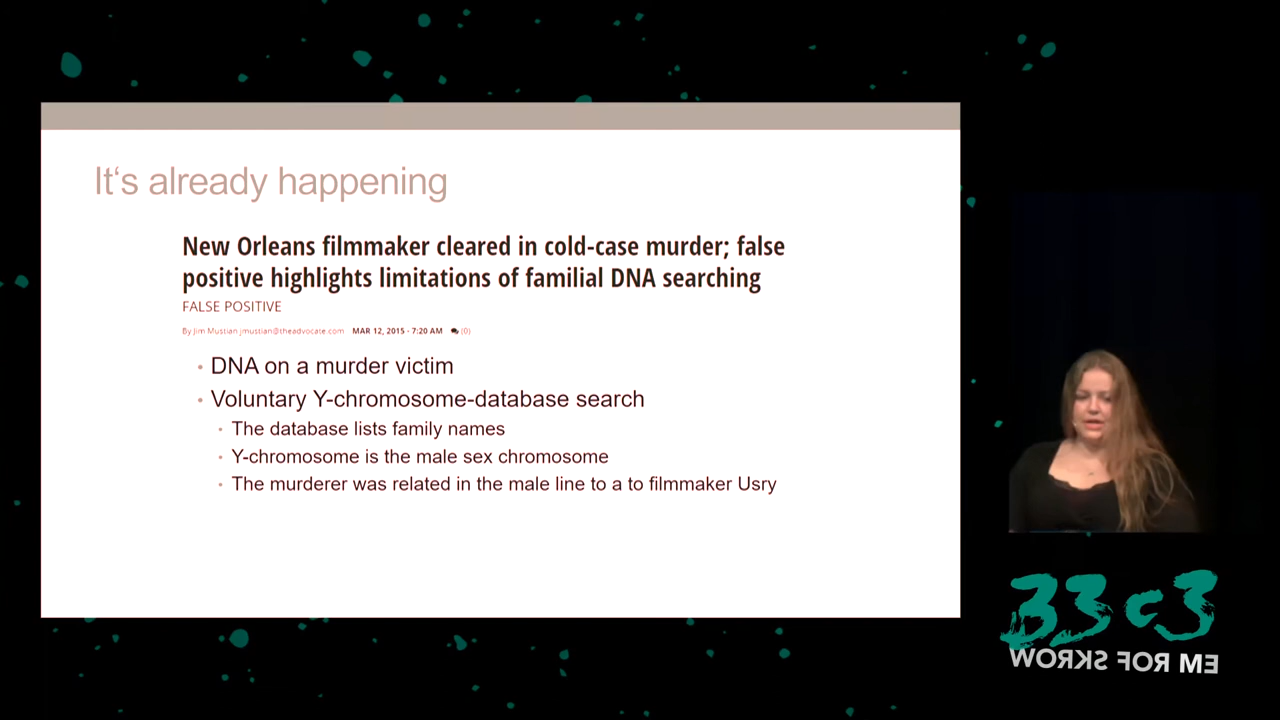 It‘s already happening
New Orleans filmmaker cleared in cold-case murder; false
positive highlights limitations of familial DNA searching
FALSE POSITIVE
By Jim Mustian jmustian@theadvocate.com MAR 12, 2015 - 7:20 AM (0)
• DNA on a murder victim
• Voluntary Y-chromosome-database search
• The database lists family names
• Y-chromosome is the male sex chromosome
• The murderer was related in the male line to a to filmmaker Usry
33c3
WORKS FOR ME